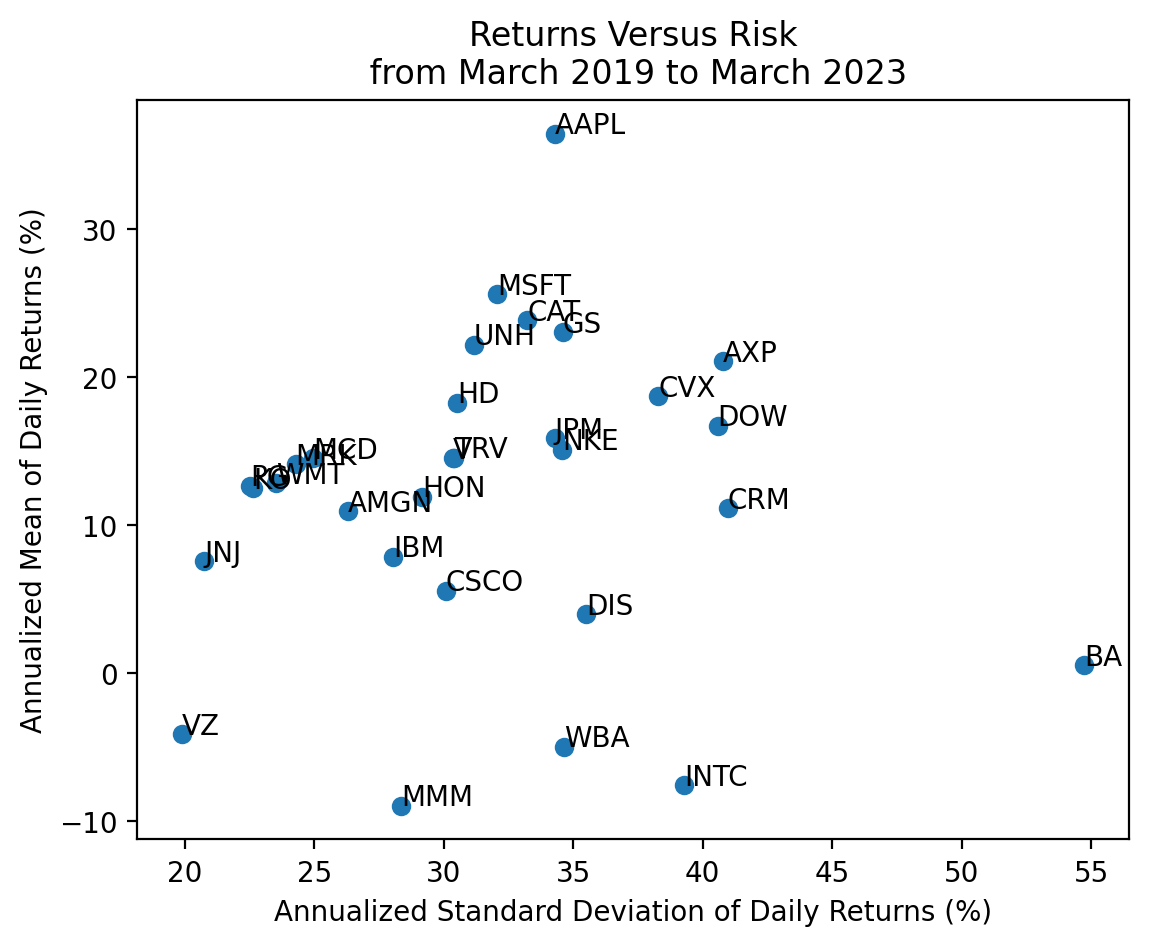 Returns Versus Risk
from March 2019 to March 2023
Annualized Mean of Daily Returns (%)
30
20
10
0
−10
AAPL
MSFT
CAT
GS
UNH
AXP
CVX
HD
DOW
JPM
NKE
MCD
MRK
V
TRV
WMT
PG
KO
HON
AMGN
CRM
IBM
JNJ
CSCO
DIS
BA
VZ
WBA
INTC
MMM
20
25
30
35
40
45
50
55
Annualized Standard Deviation of Daily Returns (%)